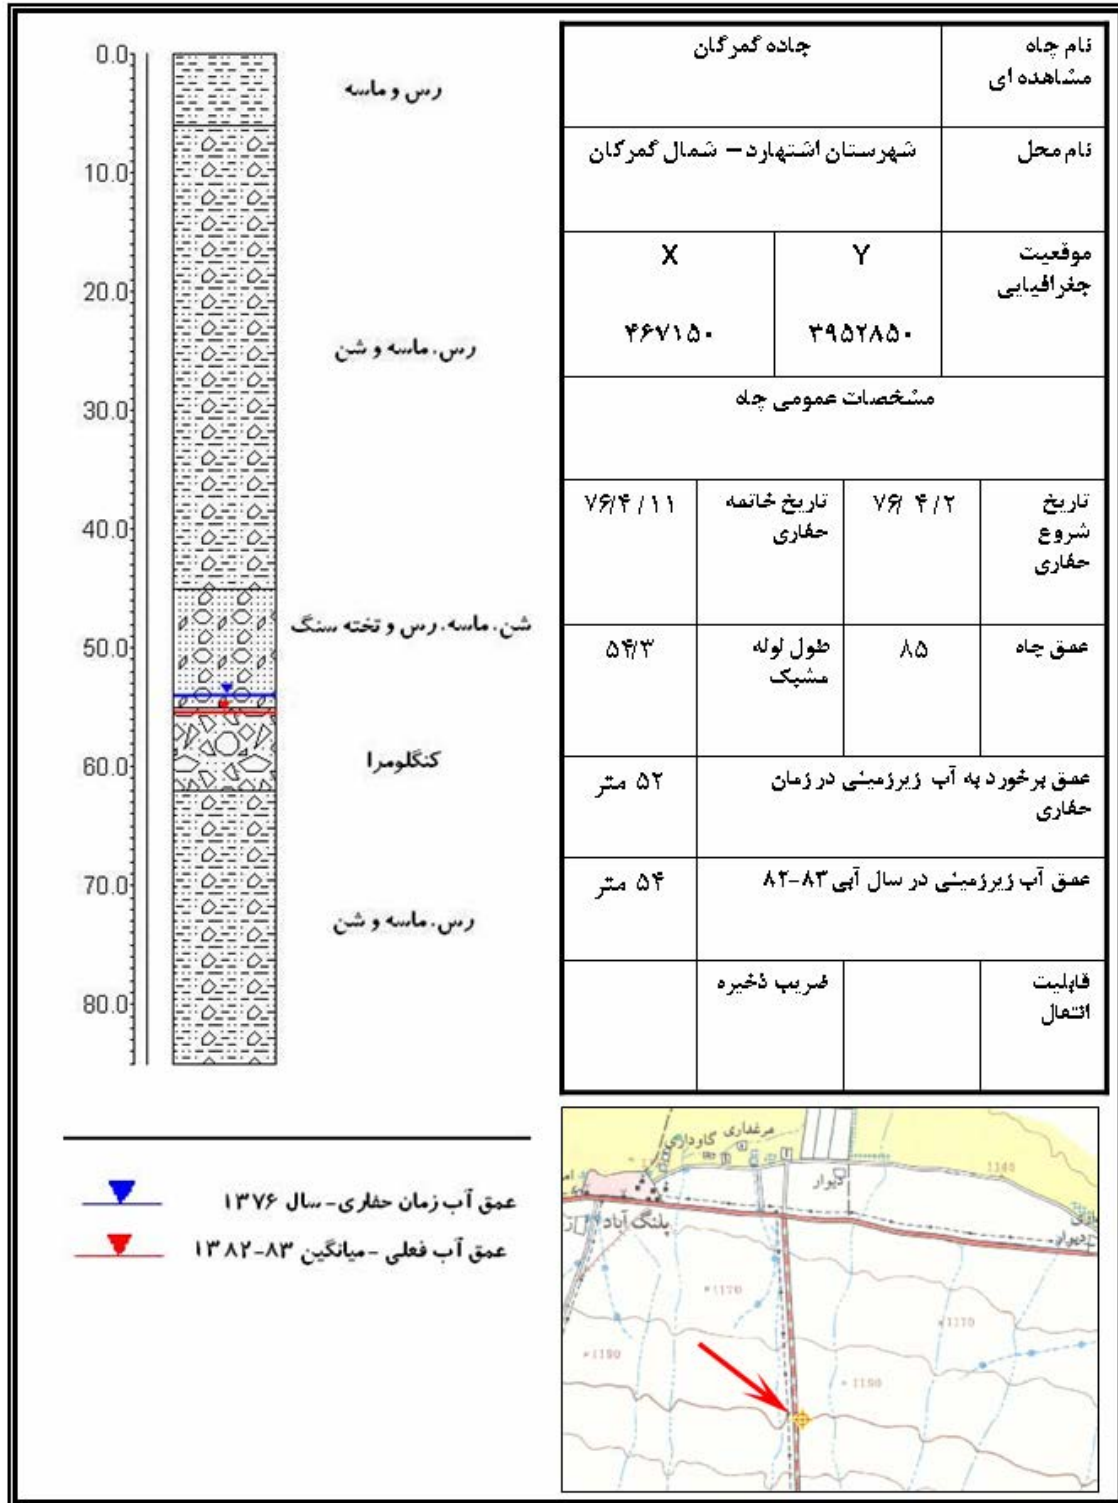 نام چاه مشاهده ای
جاده گمرگان
نام محل
شهرستان اشتهارد – شمال گمرکان
موقعیت جغرافیایی
Y
X
۳۹۵۲۸۵۰
۴۶۷۱۵۰
مشخصات عمومی چاه
تاریخ شروع حفاری
۷۶/ ۴ /۲
تاریخ خاتمه حفاری
۷۶/۴ / ۱۱
عمق چاه
۸۵
طول لوله مشبک
۵۴/۳
عمق برخورد به آب زیرزمینی در زمان حفاری
۵۲ متر
عمق آب زیرزمینی در سال آبی ۸۳-۸۲
۵۴ متر
قابلیت انتقال
ضریب ذخیره
0.0
10.0
20.0
30.0
40.0
50.0
60.0
70.0
80.0
رس و ماسه
رس، ماسه و شن
شن، ماسه، رس و تخته سنگ
کنگلومرا
رس، ماسه و شن
عمق آب زمان حفاری - سال ۱۳۷۶
عمق آب فعلی - میانگین ۸۳-۱۳۸۲
مرغداری
گاوداری
دیوار
1140
پلنگ آباد
دیوار
1170
1170
1190
1190